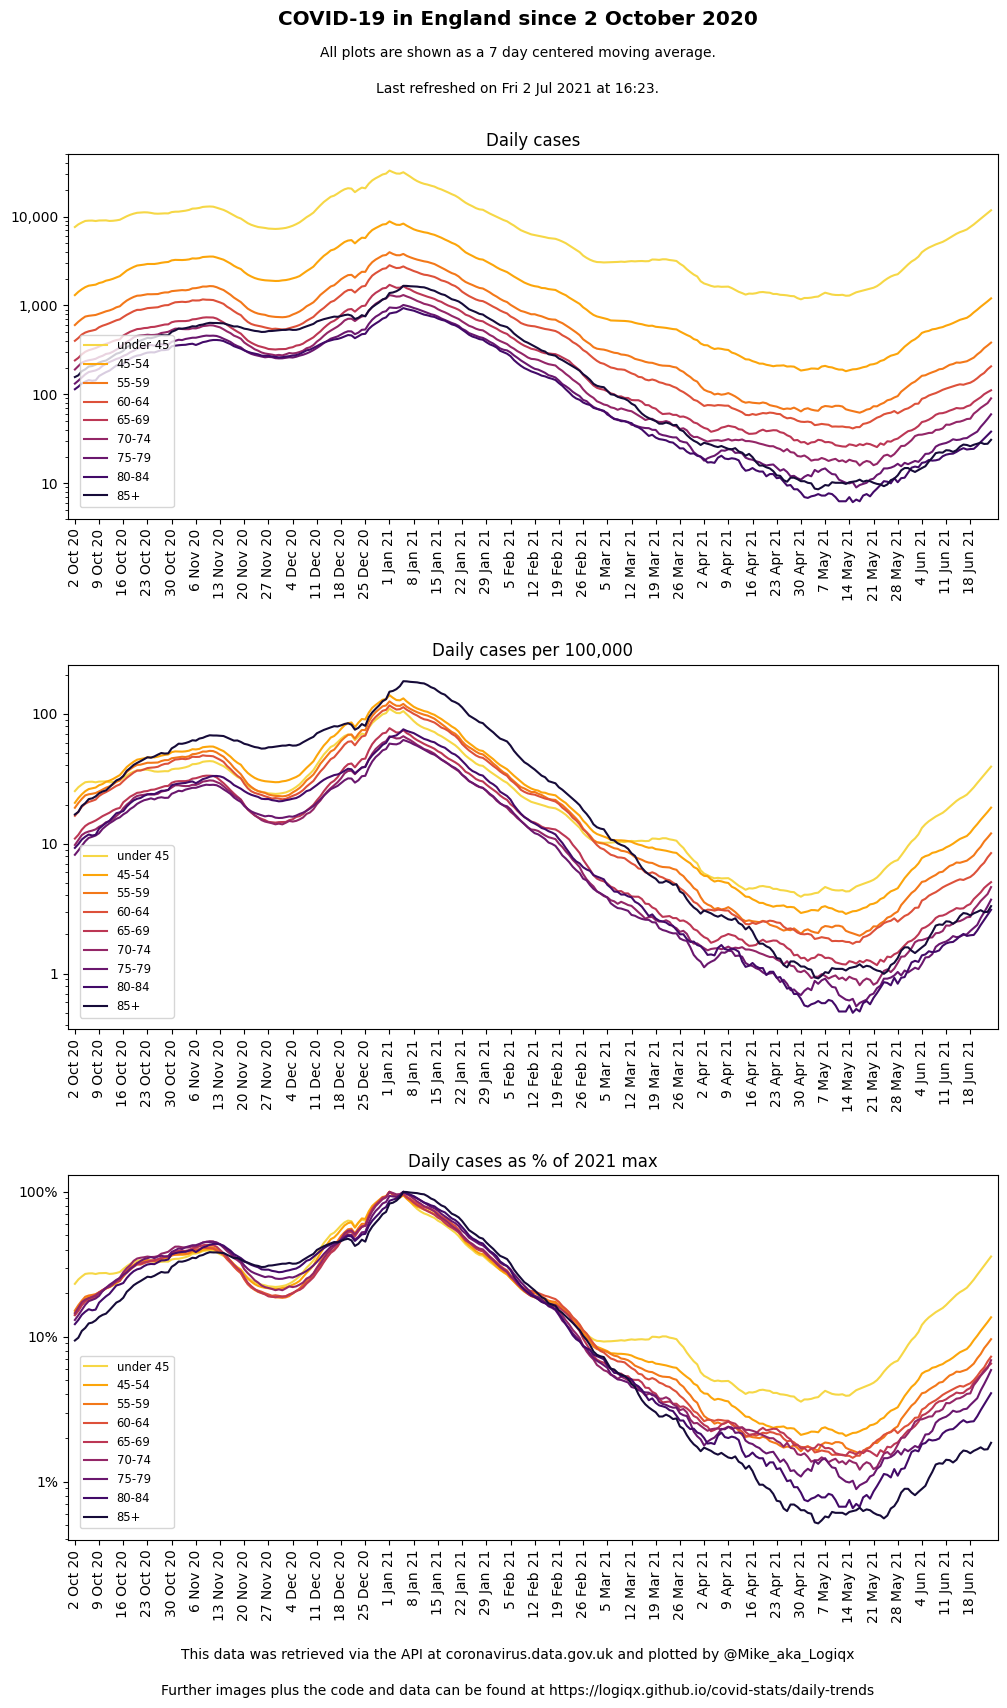 COVID-19 in England since 2 October 2020
All plots are shown as a 7 day centered moving average.
Last refreshed on Fri 2 Jul 2021 at 16:23.
Daily cases
10,000
1,000
100
10
under 45
45-54
55-59
60-64
65-69
70-74
75-79
80-84
85+
2 Oct 20
9 Oct 20
16 Oct 20
23 Oct 20
30 Oct 20
6 Nov 20
13 Nov 20
20 Nov 20
27 Nov 20
4 Dec 20
11 Dec 20
18 Dec 20
25 Dec 20
1 Jan 21
8 Jan 21
15 Jan 21
22 Jan 21
29 Jan 21
5 Feb 21
12 Feb 21
19 Feb 21
26 Feb 21
5 Mar 21
12 Mar 21
19 Mar 21
26 Mar 21
2 Apr 21
9 Apr 21
16 Apr 21
23 Apr 21
30 Apr 21
7 May 21
14 May 21
21 May 21
28 May 21
4 Jun 21
11 Jun 21
18 Jun 21
Daily cases per 100,000
100
10
1
under 45
45-54
55-59
60-64
65-69
70-74
75-79
80-84
85+
2 Oct 20
9 Oct 20
16 Oct 20
23 Oct 20
30 Oct 20
6 Nov 20
13 Nov 20
20 Nov 20
27 Nov 20
4 Dec 20
11 Dec 20
18 Dec 20
25 Dec 20
1 Jan 21
8 Jan 21
15 Jan 21
22 Jan 21
29 Jan 21
5 Feb 21
12 Feb 21
19 Feb 21
26 Feb 21
5 Mar 21
12 Mar 21
19 Mar 21
26 Mar 21
2 Apr 21
9 Apr 21
16 Apr 21
23 Apr 21
30 Apr 21
7 May 21
14 May 21
21 May 21
28 May 21
4 Jun 21
11 Jun 21
18 Jun 21
Daily cases as % of 2021 max
100%
10%
1%
under 45
45-54
55-59
60-64
65-69
70-74
75-79
80-84
85+
2 Oct 20
9 Oct 20
16 Oct 20
23 Oct 20
30 Oct 20
6 Nov 20
13 Nov 20
20 Nov 20
27 Nov 20
4 Dec 20
11 Dec 20
18 Dec 20
25 Dec 20
1 Jan 21
8 Jan 21
15 Jan 21
22 Jan 21
29 Jan 21
5 Feb 21
12 Feb 21
19 Feb 21
26 Feb 21
5 Mar 21
12 Mar 21
19 Mar 21
26 Mar 21
2 Apr 21
9 Apr 21
16 Apr 21
23 Apr 21
30 Apr 21
7 May 21
14 May 21
21 May 21
28 May 21
4 Jun 21
11 Jun 21
18 Jun 21
This data was retrieved via the API at coronavirus.data.gov.uk and plotted by @Mike_aka_Logiqx
Further images plus the code and data can be found at https://logiqx.github.io/covid-stats/daily-trends